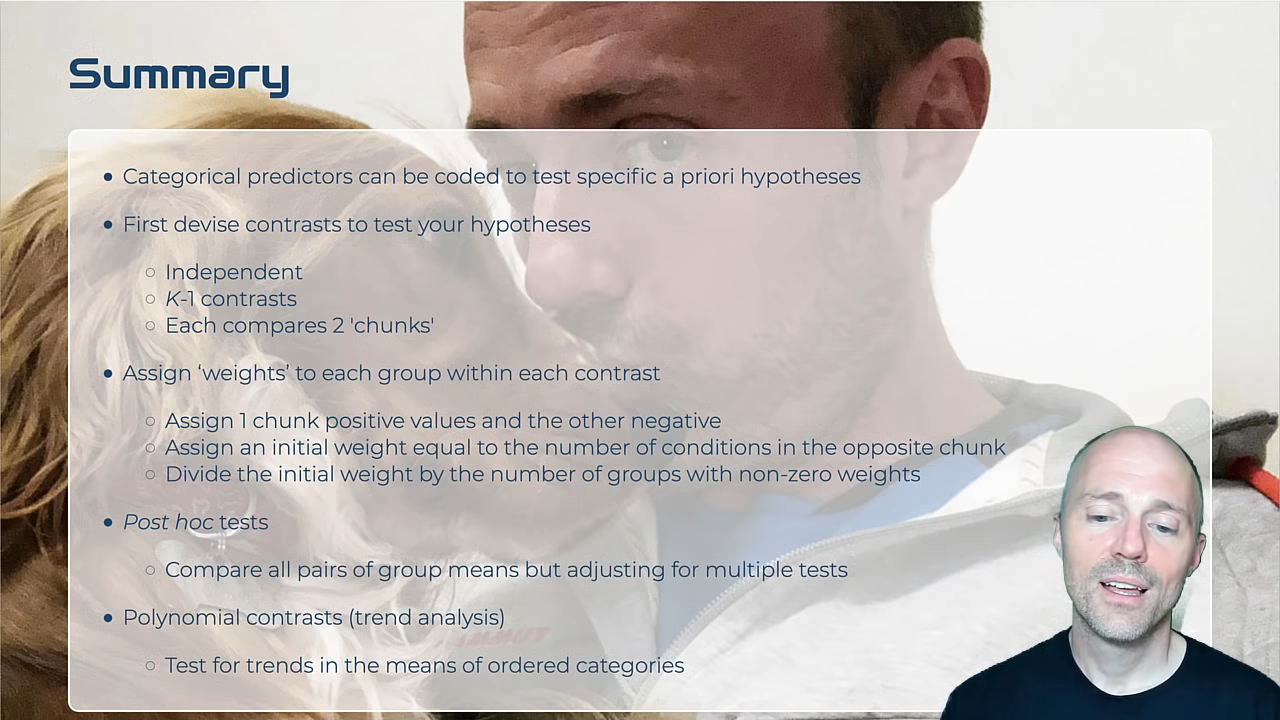 Summary
• Categorical predictors can be coded to test specific a priori hypotheses
• First devise contrasts to test your hypotheses
○ Independent
○ K-1 contrasts
○ Each compares 2 'chunks'
• Assign ‘weights’ to each group within each contrast
○ Assign 1 chunk positive values and the other negative
○ Assign an initial weight equal to the number of conditions in the opposite chunk
○ Divide the initial weight by the number of groups with non-zero weights
• Post hoc tests
○ Compare all pairs of group means but adjusting for multiple tests
• Polynomial contrasts (trend analysis)
○ Test for trends in the means of ordered categories